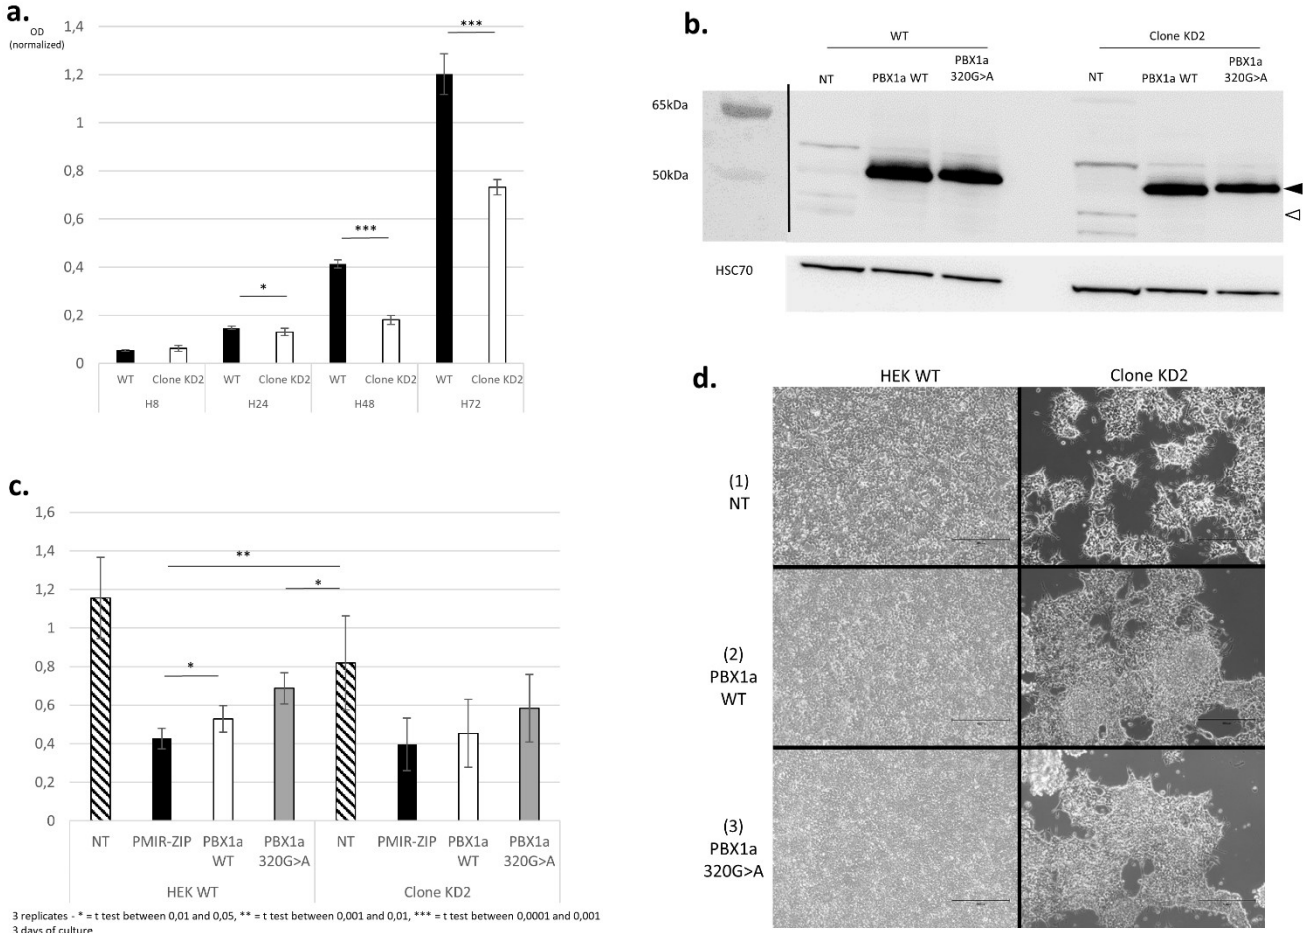 a.
OD
(normalized)
1,4
1,2
1
0,8
0,6
0,4
0,2
0
***
***
*
WT Clone KD2 WT Clone KD2 WT Clone KD2 WT Clone KD2
H8 H24 H48 H72
b.
WT Clone KD2
NT PBX1a WT PBX1a 320G>A NT PBX1a WT PBX1a 320G>A
65kDa
50kDa
HSC70
c.
1,6
1,4
1,2
1
0,8
0,6
0,4
0,2
0
**
*
*
NT PMIR-ZIP PBX1a WT PBX1a 320G>A NT PMIR-ZIP PBX1a WT PBX1a 320G>A
HEK WT Clone KD2
3 replicates - * = t test between 0,01 and 0,05, ** = t test between 0,001 and 0,01, *** = t test between 0,0001 and 0,001
3 days of culture
d.
HEK WT Clone KD2
(1)
NT
(2)
PBX1a
WT
(3)
PBX1a
320G>A